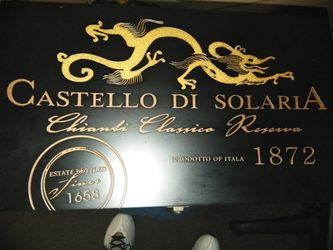 CASTELLO DI SOLARIA
Chianti Classico Reserva
PRODOTTO OF ITALA 1872
ESTATE BOTTLED
Since
1658